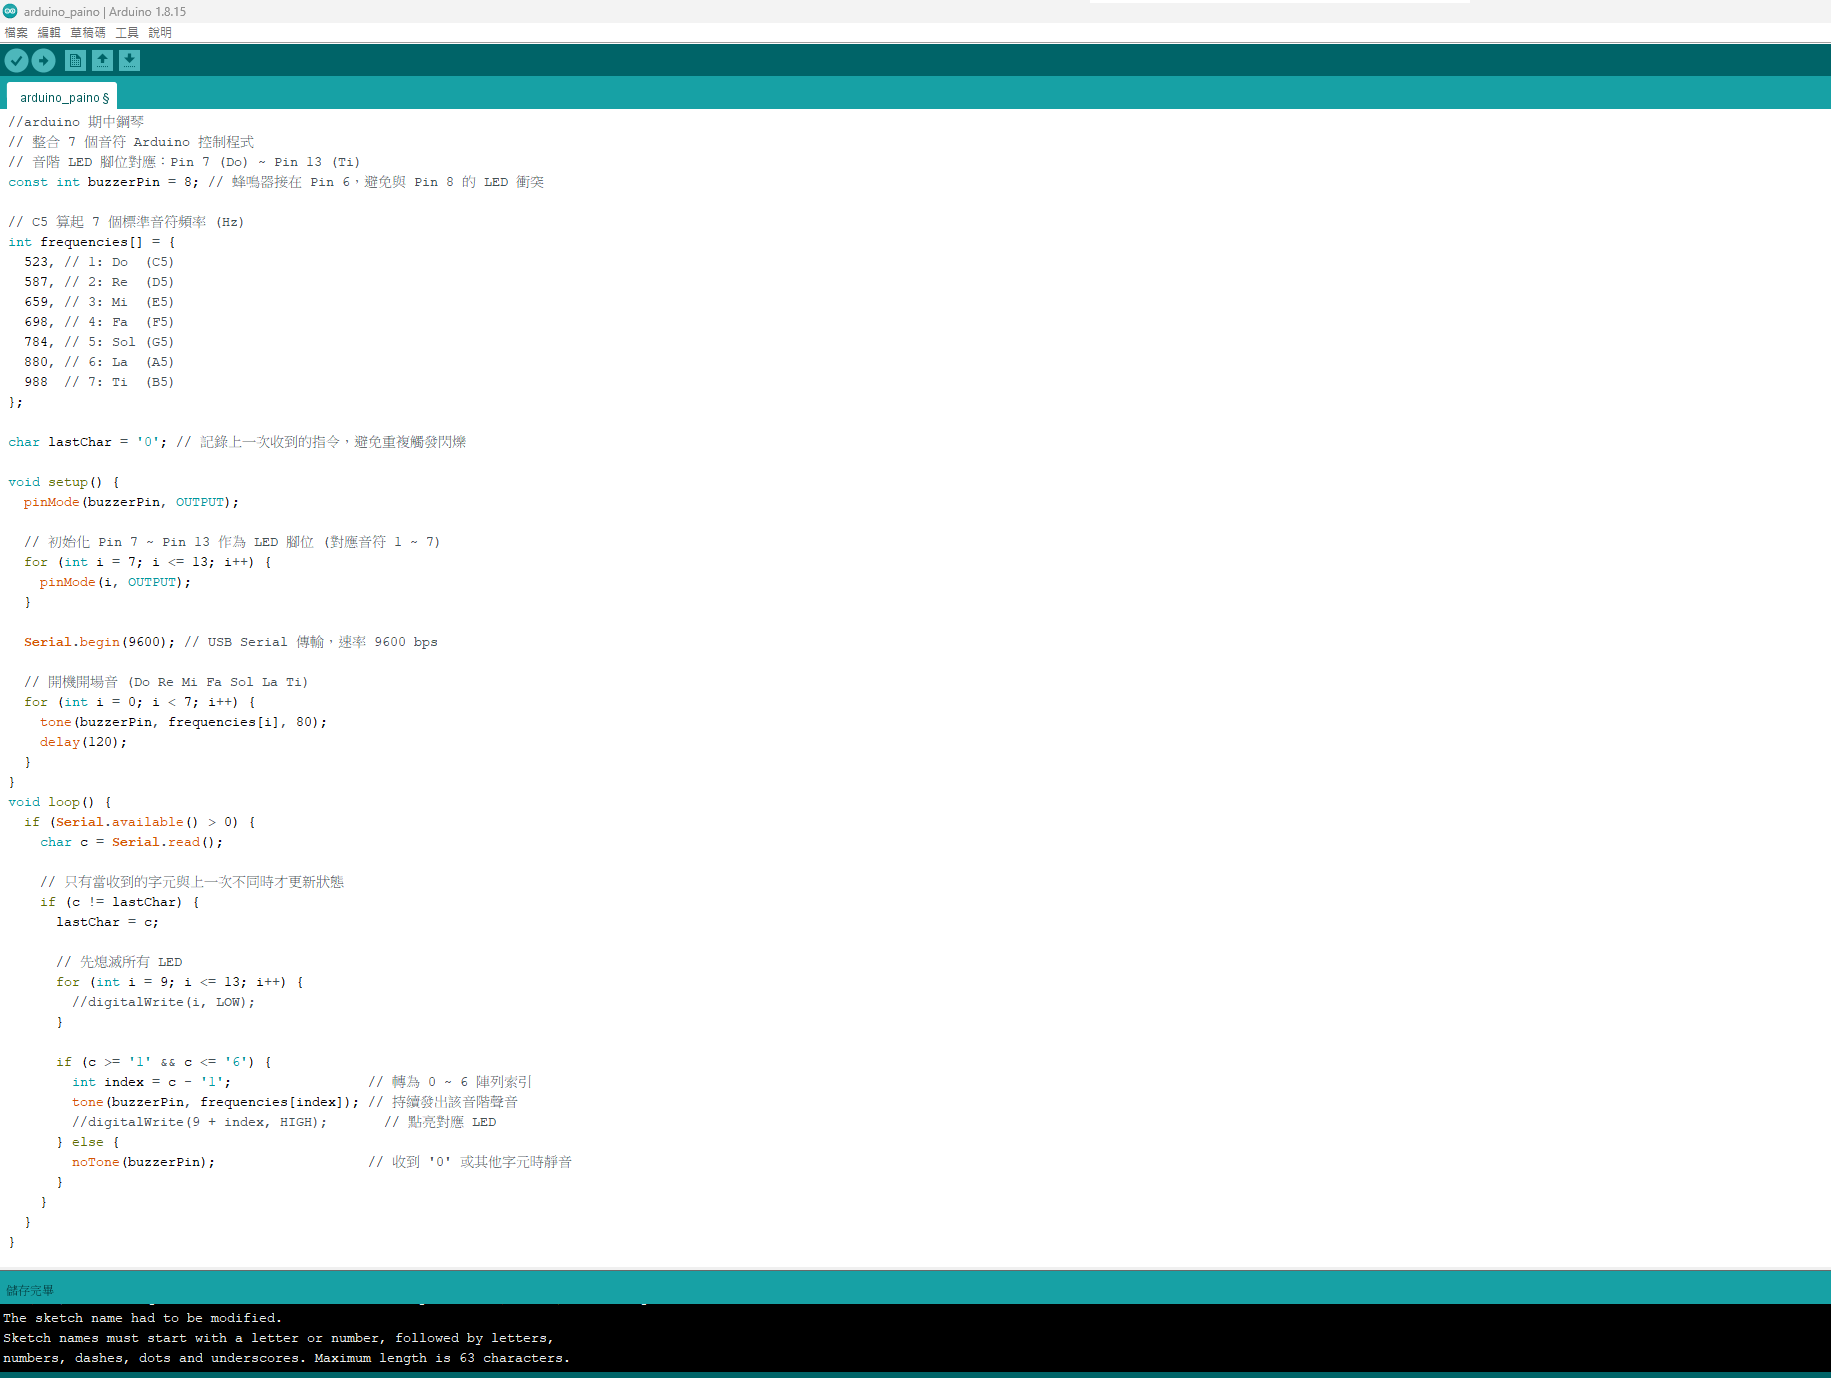 arduino_paino | Arduino 1.8.15
檔案 編輯 草稿碼 工具 說明
arduino_paino §
//arduino 期中鋼琴
// 整合 7 個音符 Arduino 控制程式
// 音階 LED 腳位對應：Pin 7 (Do) ~ Pin 13 (Ti)
const int buzzerPin = 8; // 蜂鳴器接在 Pin 6，避免與 Pin 8 的 LED 衝突
// C5 算起 7 個標準音符頻率 (Hz)
int frequencies[] = {
523, // 1: Do  (C5)
587, // 2: Re  (D5)
659, // 3: Mi  (E5)
698, // 4: Fa  (F5)
784, // 5: Sol (G5)
880, // 6: La  (A5)
988  // 7: Ti  (B5)
};
char lastChar = '0'; // 記錄上一次收到的指令，避免重複觸發閃爍
void setup() {
pinMode(buzzerPin, OUTPUT);
// 初始化 Pin 7 ~ Pin 13 作為 LED 腳位 (對應音符 1 ~ 7)
for (int i = 7; i <= 13; i++) {
pinMode(i, OUTPUT);
}
Serial.begin(9600); // USB Serial 傳輸，速率 9600 bps
// 開機開場音 (Do Re Mi Fa Sol La Ti)
for (int i = 0; i < 7; i++) {
tone(buzzerPin, frequencies[i], 80);
delay(120);
}
}
void loop() {
if (Serial.available() > 0) {
char c = Serial.read();
// 只有當收到的字元與上一次不同時才更新狀態
if (c != lastChar) {
lastChar = c;
// 先熄滅所有 LED
for (int i = 9; i <= 13; i++) {
//digitalWrite(i, LOW);
}
if (c >= '1' && c <= '6') {
int index = c - '1'; // 轉為 0 ~ 6 陣列索引
tone(buzzerPin, frequencies[index]); // 持續發出該音階聲音
//digitalWrite(9 + index, HIGH); // 點亮對應 LED
} else {
noTone(buzzerPin); // 收到 '0' 或其他字元時靜音
}
}
}
}
儲存完畢
The sketch name had to be modified.
Sketch names must start with a letter or number, followed by letters,
numbers, dashes, dots and underscores. Maximum length is 63 characters.